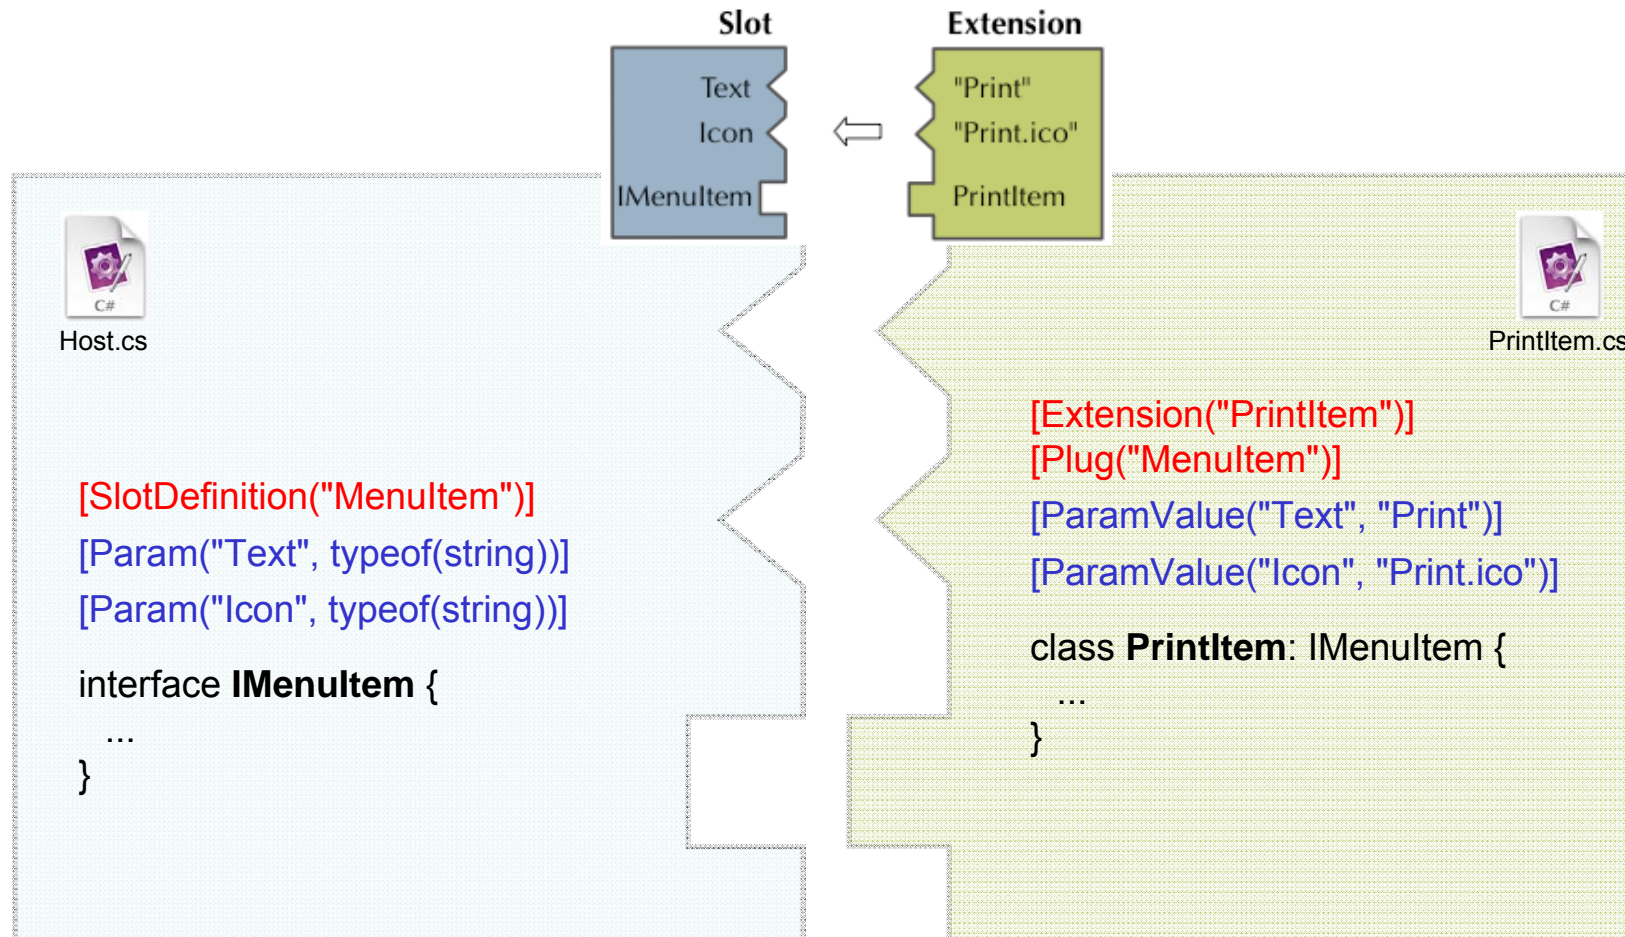 Slot
Text
Icon
IMenuItem
Extension
"Print"
"Print.ico"
PrintItem
C#
Host.cs
[SlotDefinition("MenuItem")]
[Param("Text", typeof(string))]
[Param("Icon", typeof(string))]
interface IMenuItem {
...
}
C#
PrintItem.cs
[Extension("PrintItem")]
[Plug("MenuItem")]
[ParamValue("Text", "Print")]
[ParamValue("Icon", "Print.ico")]
class PrintItem: IMenuItem {
...
}